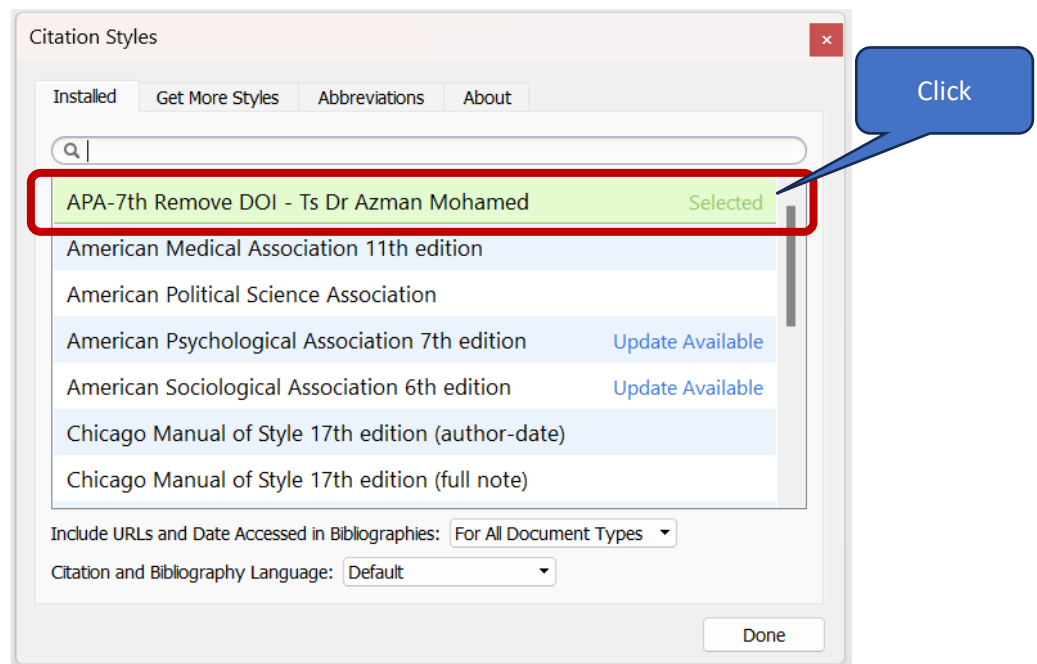 Citation Styles
Click
Installed Get More Styles Abbreviations About
APA-7th Remove DOI - Ts Dr Azman Mohamed Selected
American Medical Association 11th edition
American Political Science Association
American Psychological Association 7th edition Update Available
American Sociological Association 6th edition Update Available
Chicago Manual of Style 17th edition (author-date)
Chicago Manual of Style 17th edition (full note)
Include URLs and Date Accessed in Bibliographies: For All Document Types
Citation and Bibliography Language: Default
Done